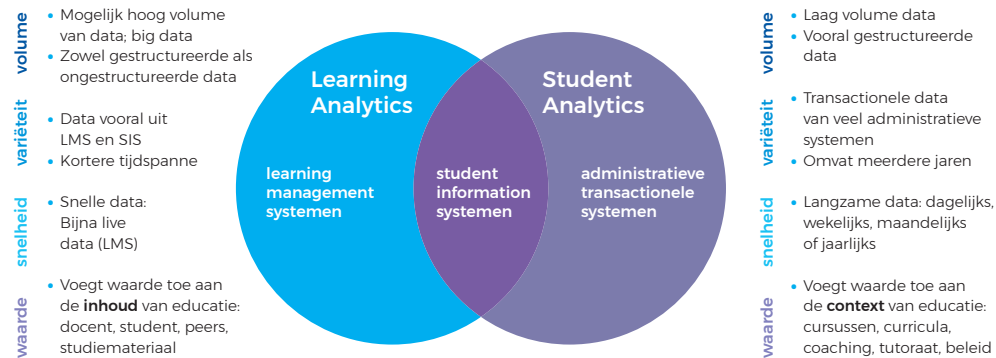 volume
• Mogelijk hoog volume
van data; big data
• Zowel gestructureerde als
ongestructureerde data
variëteit
• Data vooral uit
LMS en SIS
• Kortere tijdspanne
snelheid
• Snelle data:
Bijna live
data (LMS)
waarde
• Voegt waarde toe aan
de inhoud van educatie:
docent, student, peers,
studiemateriaal
Learning
Analytics
learning
management
systemen
student
information
systemen
Student
Analytics
administratieve
transactionele
systemen
volume
• Laag volume data
• Vooral gestructureerde
data
variëteit
• Transactionele data
van veel administratieve
systemen
• Omvat meerdere jaren
snelheid
• Langzame data: dagelijks,
wekelijks, maandelijks
of jaarlijks
waarde
• Voegt waarde toe aan
de context van educatie:
cursussen, curricula,
coaching, tutoraat, beleid